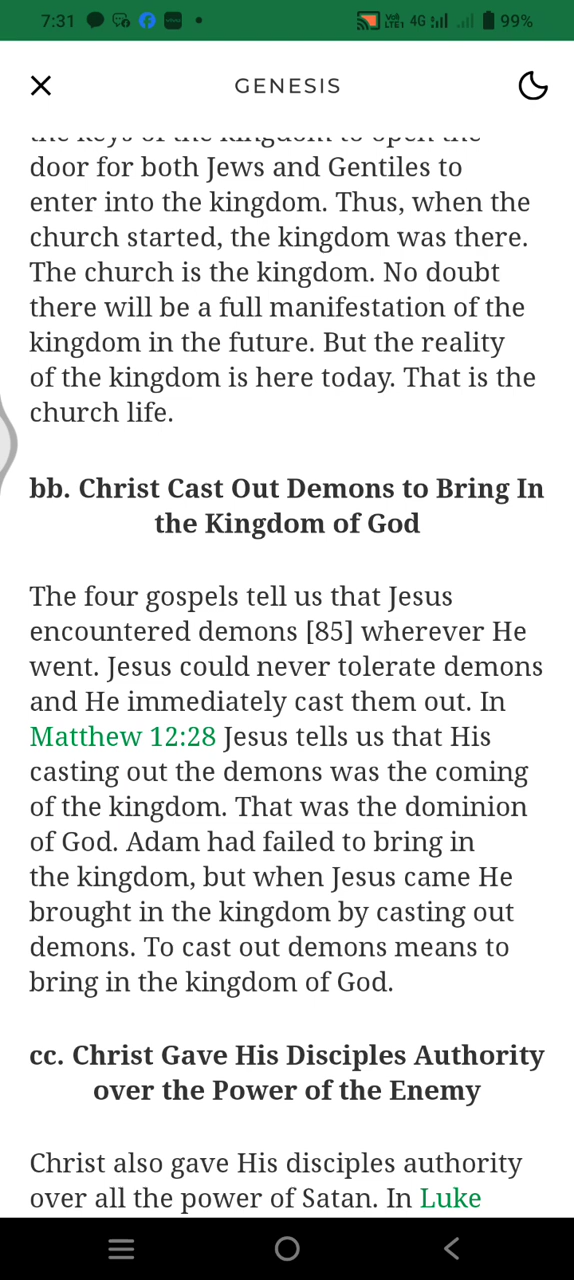 7:31
4G
99%
GENESIS
the keys of the kingdom to open the
door for both Jews and Gentiles to
enter into the kingdom. Thus, when the
church started, the kingdom was there.
The church is the kingdom. No doubt
there will be a full manifestation of the
kingdom in the future. But the reality
of the kingdom is here today. That is the
church life.
bb. Christ Cast Out Demons to Bring In
the Kingdom of God
The four gospels tell us that Jesus
encountered demons [85] wherever He
went. Jesus could never tolerate demons
and He immediately cast them out. In
Matthew 12:28 Jesus tells us that His
casting out the demons was the coming
of the kingdom. That was the dominion
of God. Adam had failed to bring in
the kingdom, but when Jesus came He
brought in the kingdom by casting out
demons. To cast out demons means to
bring in the kingdom of God.
cc. Christ Gave His Disciples Authority
over the Power of the Enemy
Christ also gave His disciples authority
over all the power of Satan. In Luke